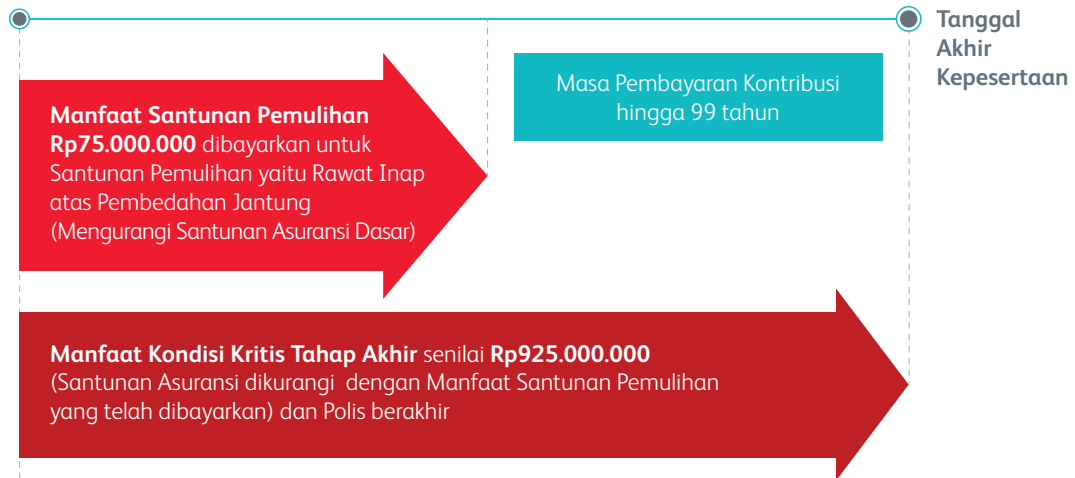 Tanggal
Akhir
Kepesertaan
Masa Pembayaran Kontribusi
hingga 99 tahun
Manfaat Santunan Pemulihan
Rp75.000.000 dibayarkan untuk
Santunan Pemulihan yaitu Rawat Inap
atas Pembedahan Jantung
(Mengurangi Santunan Asuransi Dasar)
Manfaat Kondisi Kritis Tahap Akhir senilai Rp925.000.000
(Santunan Asuransi dikurangi dengan Manfaat Santunan Pemulihan
yang telah dibayarkan) dan Polis berakhir